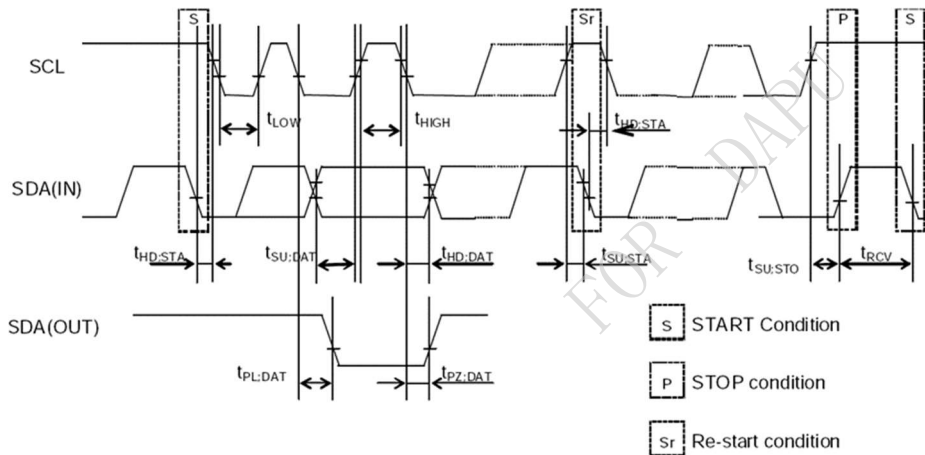 S Sr P S
SCL
tLOW tHIGH tHD:STA
SDA(IN)
tHD:STA tSU:DAT tHD:DAT tSU:STA tSU:STO tRCV
SDA(OUT)
tPL:DAT tPZ:DAT
S START Condition
P STOP condition
Sr Re-start condition
FOR DAPU